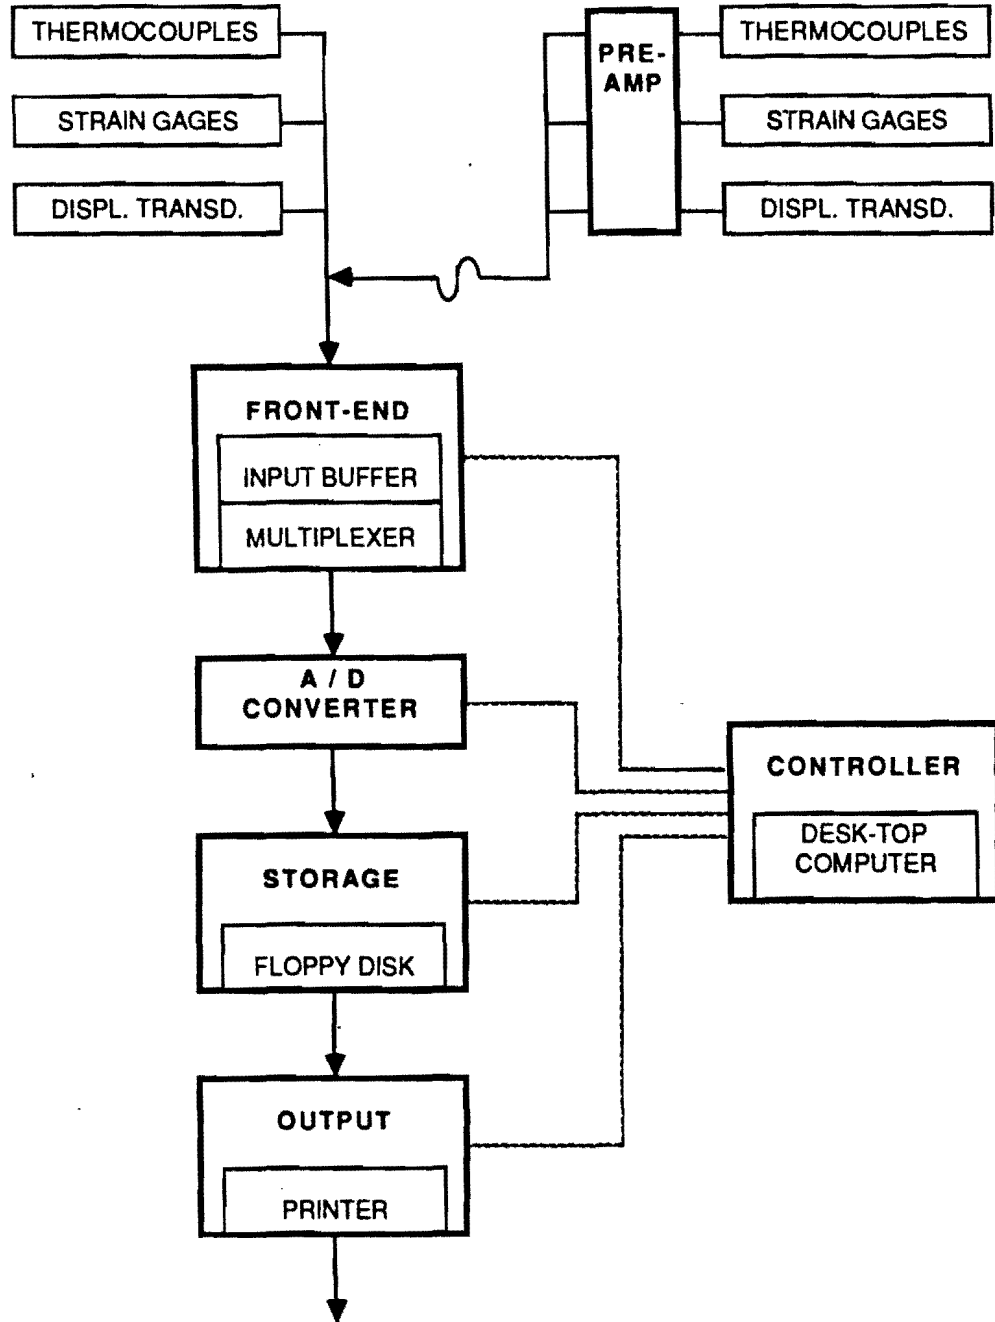 THERMOCOUPLES
STRAIN GAGES
DISPL. TRANSD.
PRE-
AMP
THERMOCOUPLES
STRAIN GAGES
DISPL. TRANSD.
FRONT-END
INPUT BUFFER
MULTIPLEXER
A / D
CONVERTER
STORAGE
FLOPPY DISK
OUTPUT
PRINTER
CONTROLLER
DESK-TOP
COMPUTER